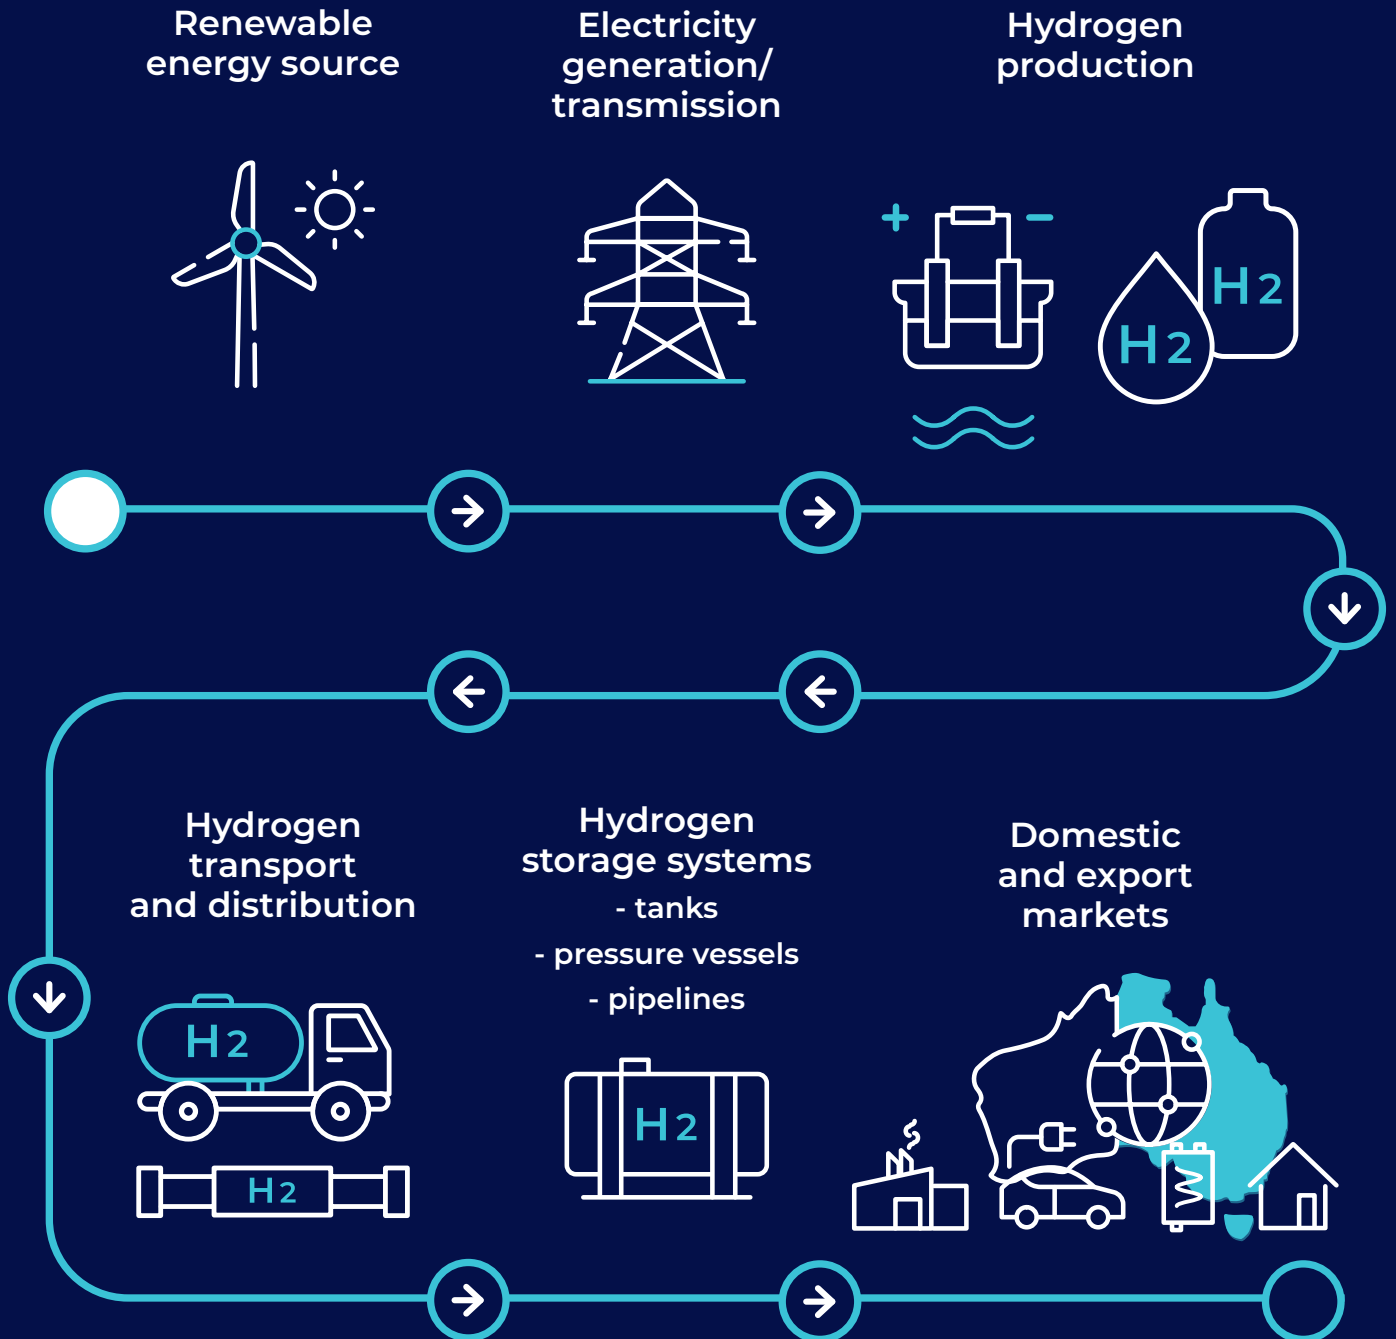 Renewable
energy source
Electricity
generation/
transmission
Hydrogen
production
+ −
H2
H2
Hydrogen
transport
and distribution
H2
H2
Hydrogen
storage systems
- tanks
- pressure vessels
- pipelines
H2
Domestic
and export
markets